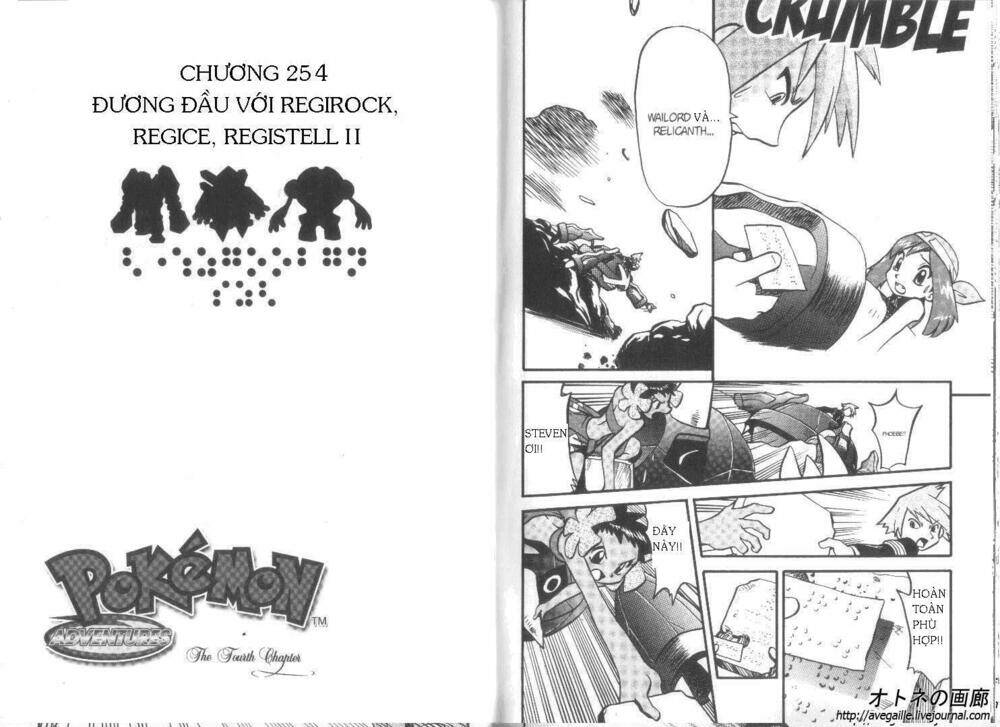 CHƯƠNG 254
ĐƯƠNG ĐẦU VỚI REGIROCK,
REGICE, REGISTELL II
POKéMON
TM
ADVENTURES
The Fourth Chapter
CRUMBLE
WAILORD VÀ...
RELICANTH...
PHOEBE!!
STEVEN
ƠI!!
ĐÂY
NÀY!!
HOÀN
TOÀN
PHÙ
HỢP!!
オトネの画廊
http://avegaille.livejournal.com/